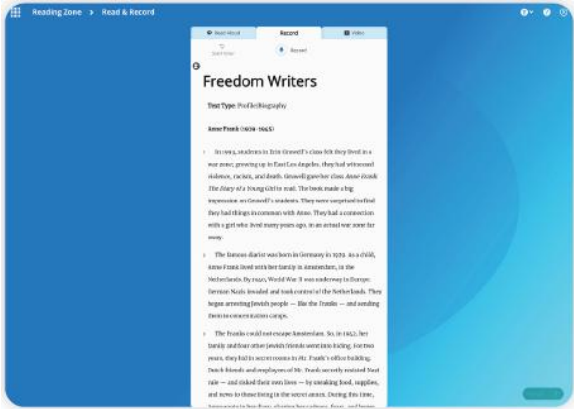 Reading Zone > Read & Record
Read Aloud Record Video
Record
Freedom Writers
Text Type: Profile/Biography
Anne Frank (1929-1945)
In 1993, students in Erin Gruwell's class felt they lived in a
war zone; growing up in East Los Angeles, they had witnessed
violence, racism, and death. Gruwell gave her class Anne Frank:
The Diary of a Young Girl to read. The book made a big
impression on Gruwell's students. They were surprised to find
they had things in common with Anne. They had a connection
with a girl who lived many years ago, in an actual war zone far
away.
The famous diarist was born in Germany in 1929. As a child,
Anne Frank lived with her family in Amsterdam, in the
Netherlands. By 1940, World War II was underway in Europe.
German Nazis invaded and took control of the Netherlands. They
began arresting Jewish people — like the Franks — and sending
them to concentration camps.
The Franks could not escape Amsterdam. So, in 1942, her
family and four other Jewish friends went into hiding. For two
years, they hid in secret rooms in Mr. Frank's office building.
Dutch friends and employees of Mr. Frank secretly resisted Nazi
rule — and risked their own lives — by sneaking food, supplies,
and news to those living in the secret annex. During this time,